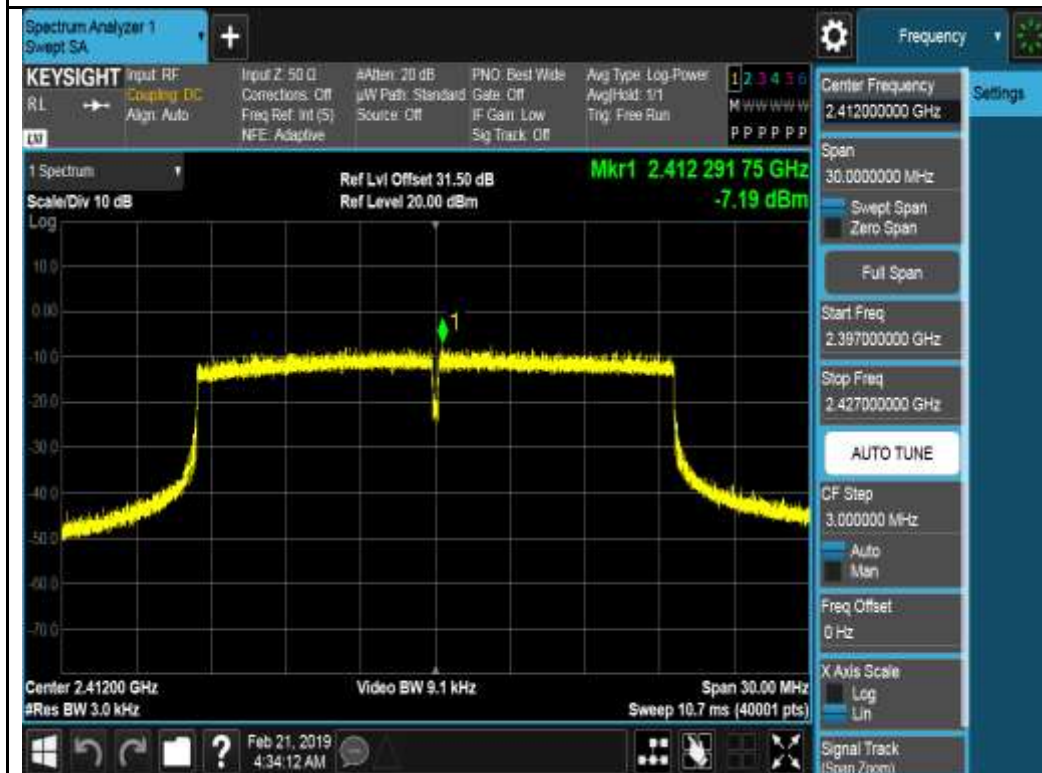 Spectrum Analyzer 1
Swept SA
+
Frequency
KEYSIGHT
RL
LXI
Input: RF
Coupling: DC
Align: Auto
Input Z: 50 Ω
Corrections: Off
Freq Ref: Int (S)
NFE: Adaptive
#Atten: 20 dB
µW Path: Standard
Source: Off
PNO: Best Wide
Gate: Off
IF Gain: Low
Sig Track: Off
Avg Type: Log-Power
Avg|Hold: 1/1
Trig: Free Run
1 2 3 4 5 6
M W W W W W
P P P P P P
1 Spectrum
Scale/Div 10 dB
Log
Ref Lvl Offset 31.50 dB
Ref Level 20.00 dBm
Mkr1 2.412 291 75 GHz
-7.19 dBm
10.0
0.00
-10.0
-20.0
-30.0
-40.0
-50.0
-60.0
-70.0
1
Center 2.41200 GHz
#Res BW 3.0 kHz
Video BW 9.1 kHz
Span 30.00 MHz
Sweep 10.7 ms (40001 pts)
?
Feb 21, 2019
4:34:12 AM
Center Frequency
2.412000000 GHz
Span
30.0000000 MHz
Swept Span
Zero Span
Full Span
Start Freq
2.397000000 GHz
Stop Freq
2.427000000 GHz
AUTO TUNE
CF Step
3.000000 MHz
Auto
Man
Freq Offset
0 Hz
X Axis Scale
Log
Lin
Signal Track
(Span Zoom)
Settings